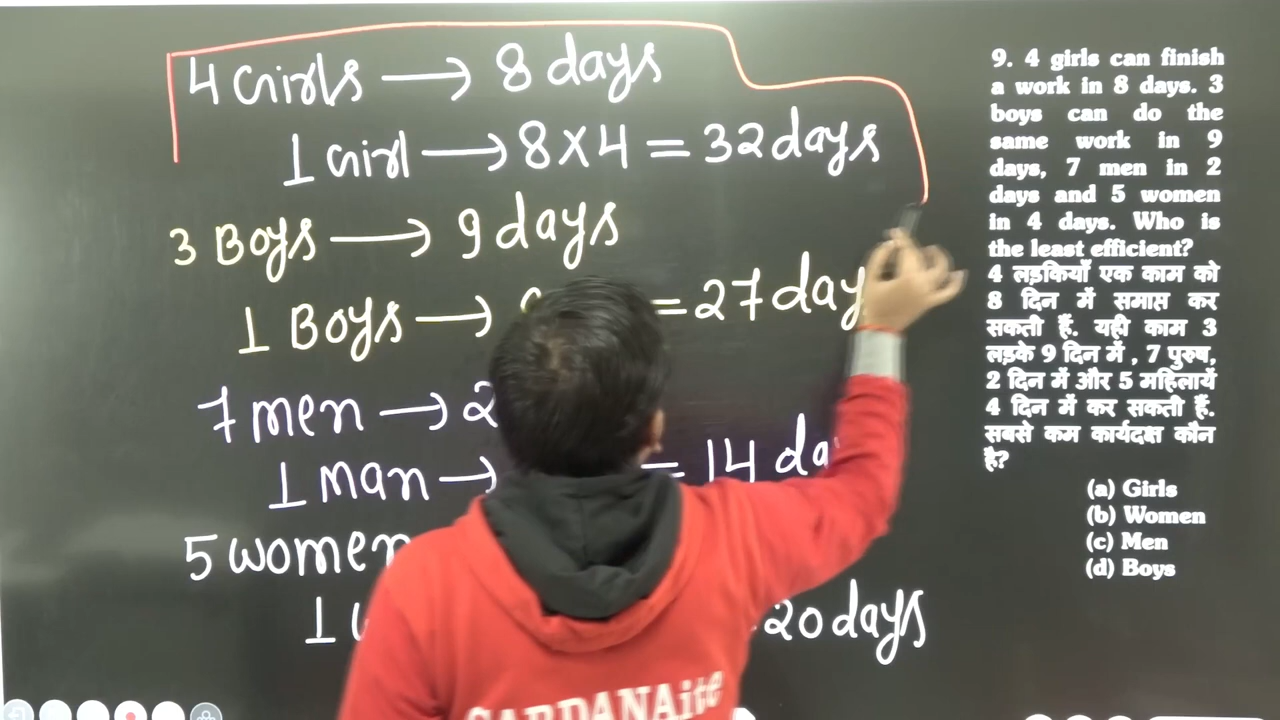 4 Girls → 8 days
1 Girl → 8×4 = 32 days
3 Boys → 9 days
1 Boys → = 27 day
7 men → 2
1 man → = 14 da
5 women
1 = 20 days
9. 4 girls can finish
a work in 8 days. 3
boys can do the
same work in 9
days, 7 men in 2
days and 5 women
in 4 days. Who is
the least efficient?
4 लड़कियाँ एक काम को
8 दिन में समाप्त कर
सकती हैं. यही काम 3
लड़के 9 दिन में , 7 पुरुष,
2 दिन में और 5 महिलायें
4 दिन में कर सकती हैं.
सबसे कम कार्यदक्ष कौन
है?
(a) Girls
(b) Women
(c) Men
(d) Boys
SARDANAite